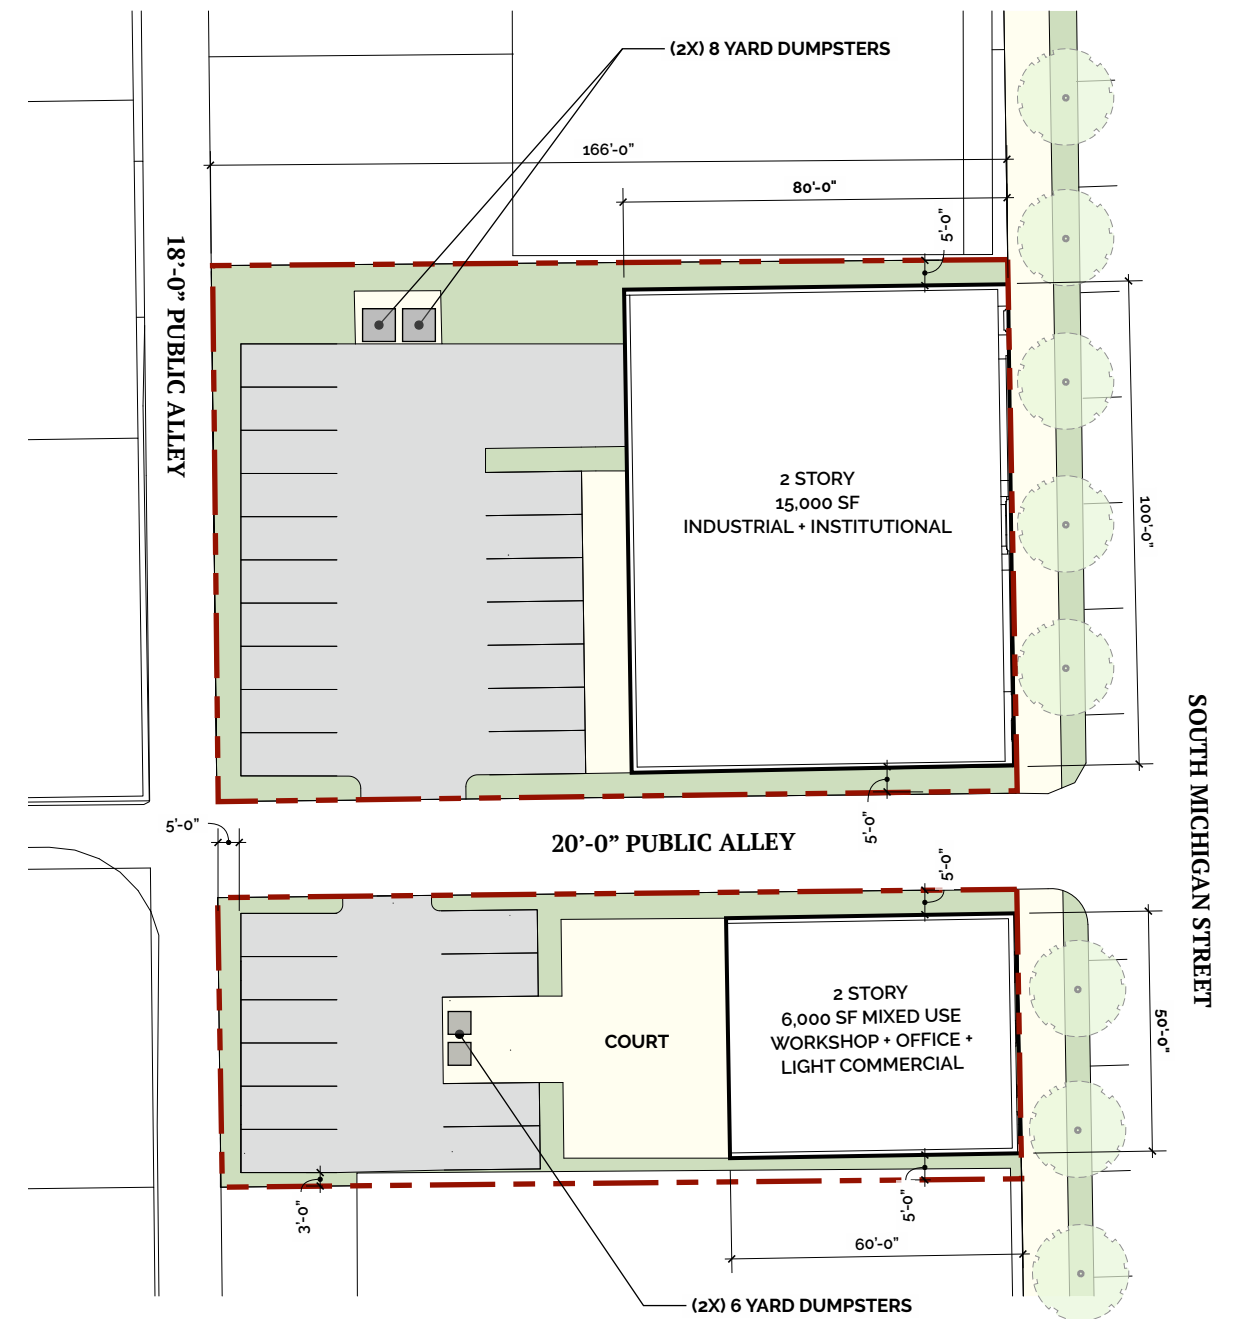 (2X) 8 YARD DUMPSTERS
166'-0"
80'-0"
5'-0"
18'-0" PUBLIC ALLEY
2 STORY
15,000 SF
INDUSTRIAL + INSTITUTIONAL
100'-0"
SOUTH MICHIGAN STREET
5'-0"
5'-0"
20'-0" PUBLIC ALLEY
5'-0"
2 STORY
6,000 SF MIXED USE
WORKSHOP + OFFICE +
LIGHT COMMERCIAL
COURT
50'-0"
3'-0"
5'-0"
60'-0"
(2X) 6 YARD DUMPSTERS